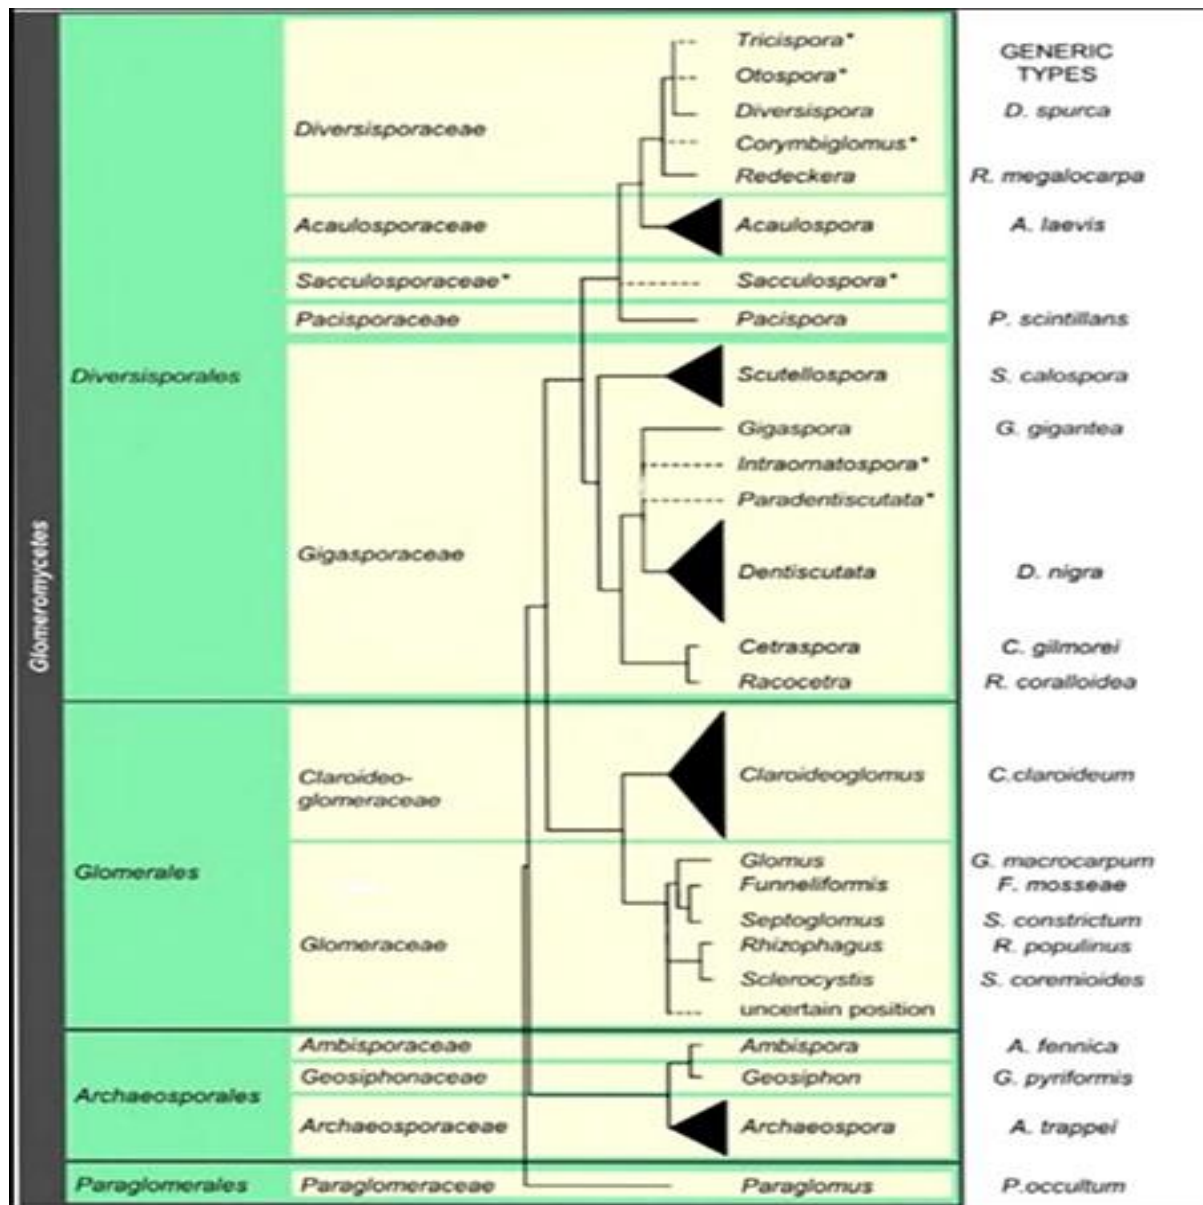 Glomeromycetes
Diversisporales
Diversisporaceae
Tricispora*
Otospora*
Diversispora
Corymbiglomus*
Redeckera
Acaulosporaceae
Acaulospora
Sacculosporaceae*
Sacculospora*
Pacisporaceae
Pacispora
Gigasporaceae
Scutellospora
Gigaspora
Intraornatospora*
Paradentiscutata*
Dentiscutata
Cetraspora
Racocetra
Glomerales
Claroideo-
glomeraceae
Claroideoglomus
Glomeraceae
Glomus
Funneliformis
Septoglomus
Rhizophagus
Sclerocystis
uncertain position
Archaeosporales
Ambisporaceae
Ambispora
Geosiphonaceae
Geosiphon
Archaeosporaceae
Archaeospora
Paraglomerales
Paraglomeraceae
Paraglomus
GENERIC
TYPES
D. spurca
R. megalocarpa
A. laevis
P. scintillans
S. calospora
G. gigantea
D. nigra
C. gilmorei
R. coralloidea
C.claroideum
G. macrocarpum
F. mosseae
S. constrictum
R. populinus
S. coremioides
A. fennica
G. pyriformis
A. trappei
P.occultum